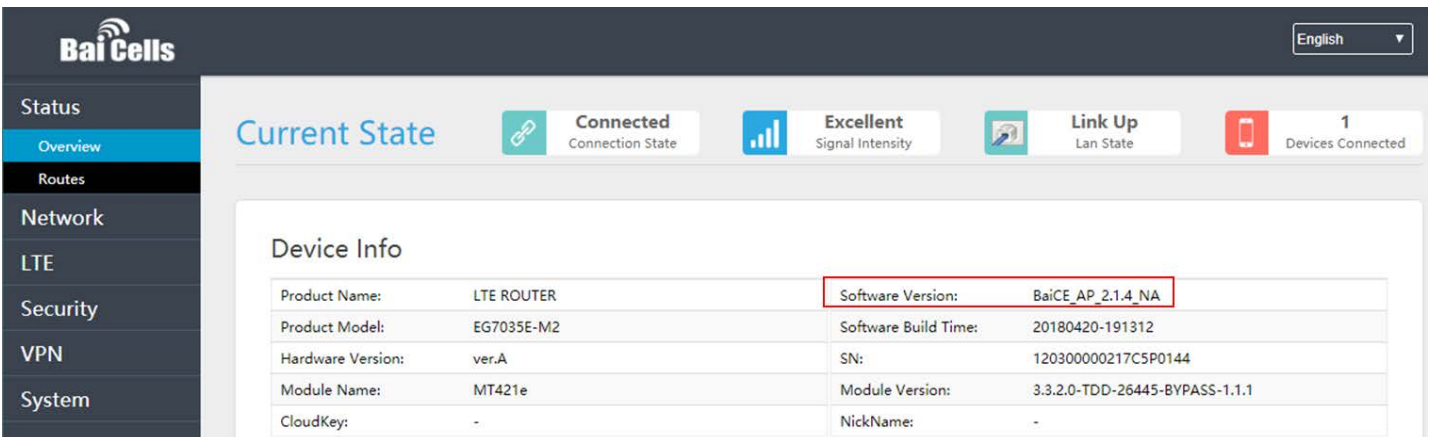 BaiCells
English
Status
Overview
Routes
Network
LTE
Security
VPN
System
Current State
Connected
Connection State
Excellent
Signal Intensity
Link Up
Lan State
1
Devices Connected
Device Info
Product Name: LTE ROUTER Software Version: BaiCE_AP_2.1.4_NA
Product Model: EG7035E-M2 Software Build Time: 20180420-191312
Hardware Version: ver.A SN: 120300000217C5P0144
Module Name: MT421e Module Version: 3.3.2.0-TDD-26445-BYPASS-1.1.1
CloudKey: - NickName: -